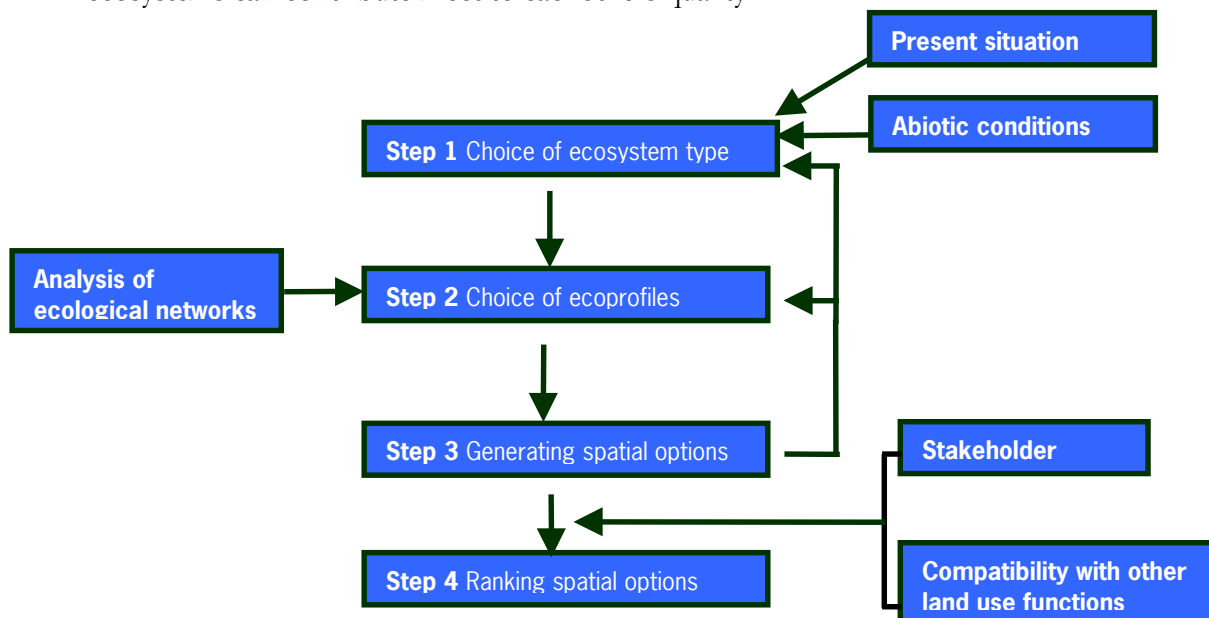 Present situation
Abiotic conditions
Step 1 Choice of ecosystem type
Analysis of
ecological networks
Step 2 Choice of ecoprofiles
Step 3 Generating spatial options
Stakeholder
Step 4 Ranking spatial options
Compatibility with other
land use functions